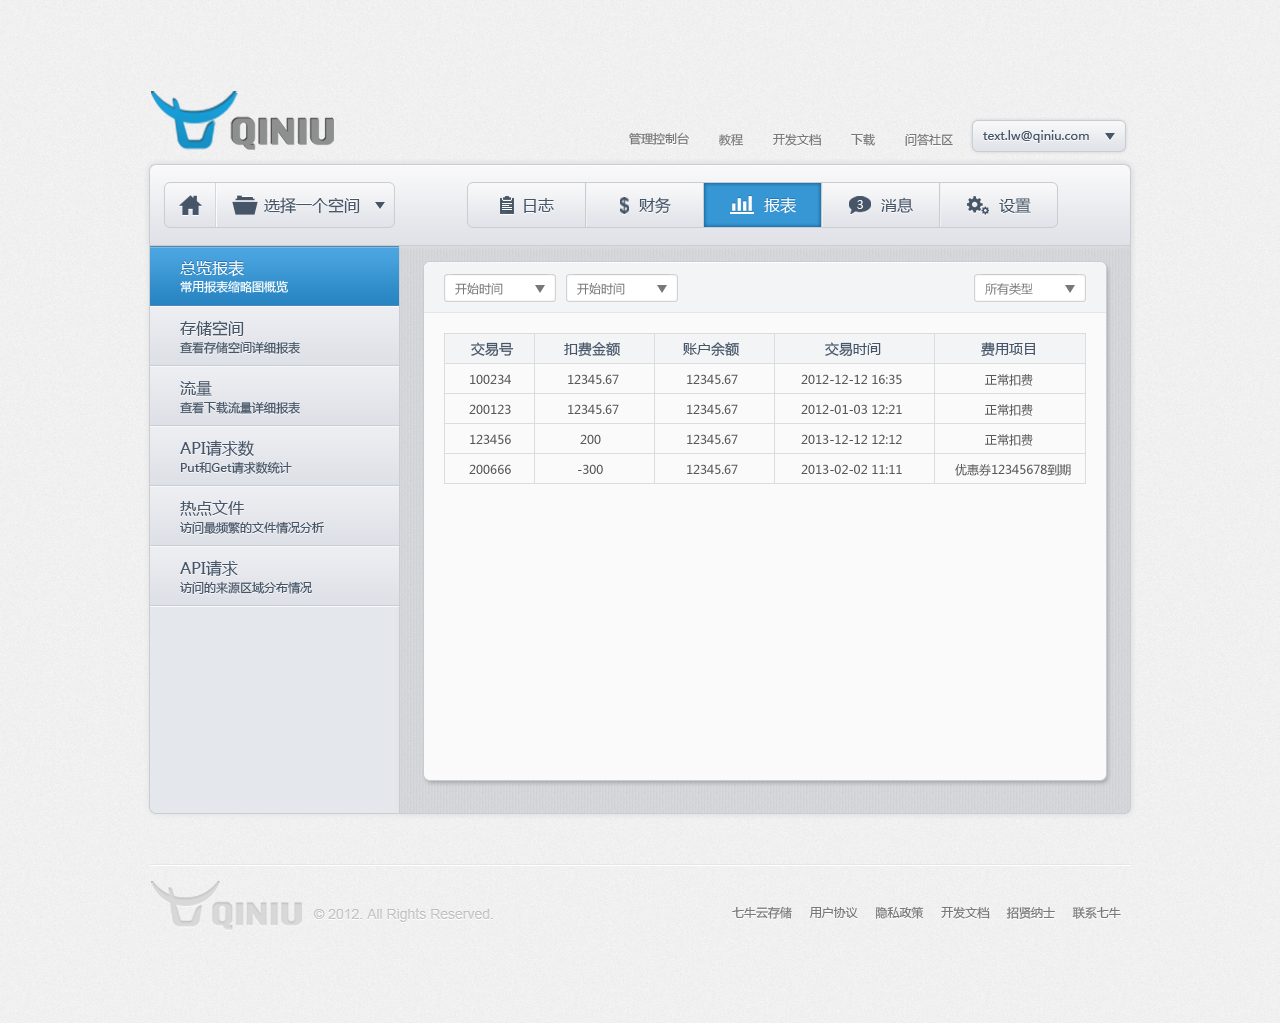 QINIU
管理控制台 教程 开发文档 下载 问答社区 text.lw@qiniu.com
选择一个空间 日志 财务 报表 3 消息 设置
总览报表
常用报表缩略图概览
存储空间
查看存储空间详细报表
流量
查看下载流量详细报表
API请求数
Put和Get请求数统计
热点文件
访问最频繁的文件情况分析
API请求
访问的来源区域分布情况
开始时间 开始时间 所有类型
交易号 扣费金额 账户余额 交易时间 费用项目
100234 12345.67 12345.67 2012-12-12 16:35 正常扣费
200123 12345.67 12345.67 2012-01-03 12:21 正常扣费
123456 200 12345.67 2013-12-12 12:12 正常扣费
200666 -300 12345.67 2013-02-02 11:11 优惠券12345678到期
QINIU © 2012. All Rights Reserved.
七牛云存储 用户协议 隐私政策 开发文档 招贤纳士 联系七牛